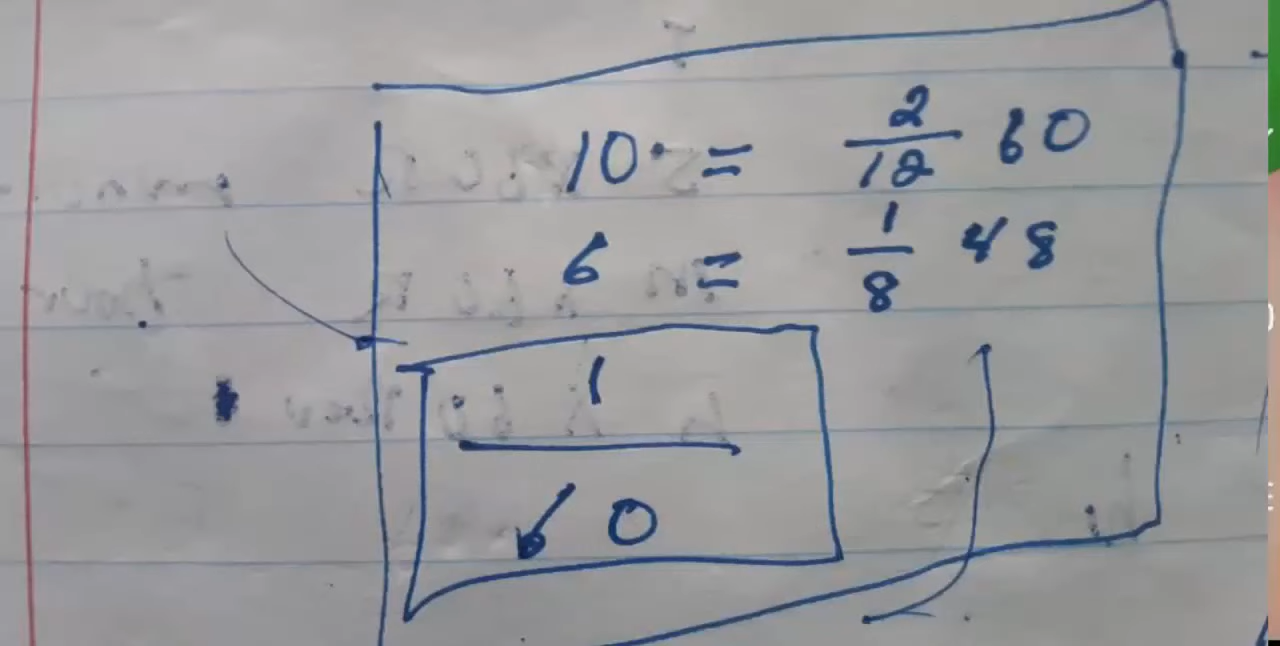 10 = 2/12 60
6 = 1/8 48
1
60